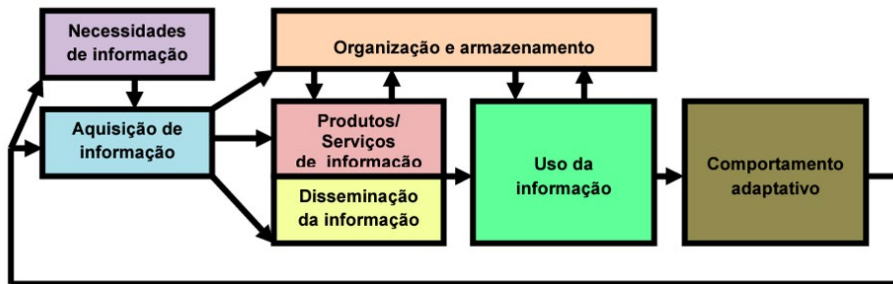 Necessidades
de informação
Organização e armazenamento
Aquisição de
informação
Produtos/
Serviços
de informação
Disseminação
da informação
Uso da
informação
Comportamento
adaptativo